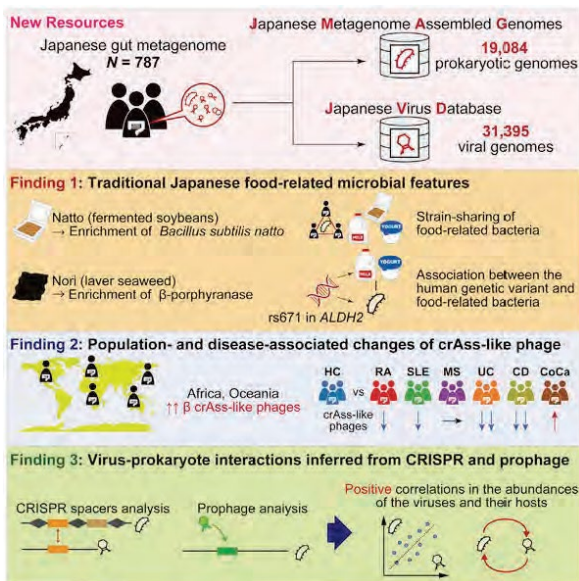 New Resources
Japanese gut metagenome
N = 787
Japanese Metagenome Assembled Genomes
19,084
prokaryotic genomes
Japanese Virus Database
31,395
viral genomes
Finding 1: Traditional Japanese food-related microbial features
Natto (fermented soybeans)
→ Enrichment of Bacillus subtilis natto
MILK
YOGURT
Strain-sharing of
food-related bacteria
Nori (laver seaweed)
→ Enrichment of β-porphyranase
MILK
YOGURT
rs671 in ALDH2
Association between the
human genetic variant and
food-related bacteria
Finding 2: Population- and disease-associated changes of crAss-like phage
Africa, Oceania
↑↑ β crAss-like phages
HC vs RA SLE MS UC CD CoCa
crAss-like
phages ↓ ↓ → ↓↓ ↓↓ ↑
Finding 3: Virus-prokaryote interactions inferred from CRISPR and prophage
CRISPR spacers analysis
Prophage analysis
Positive correlations in the abundances
of the viruses and their hosts